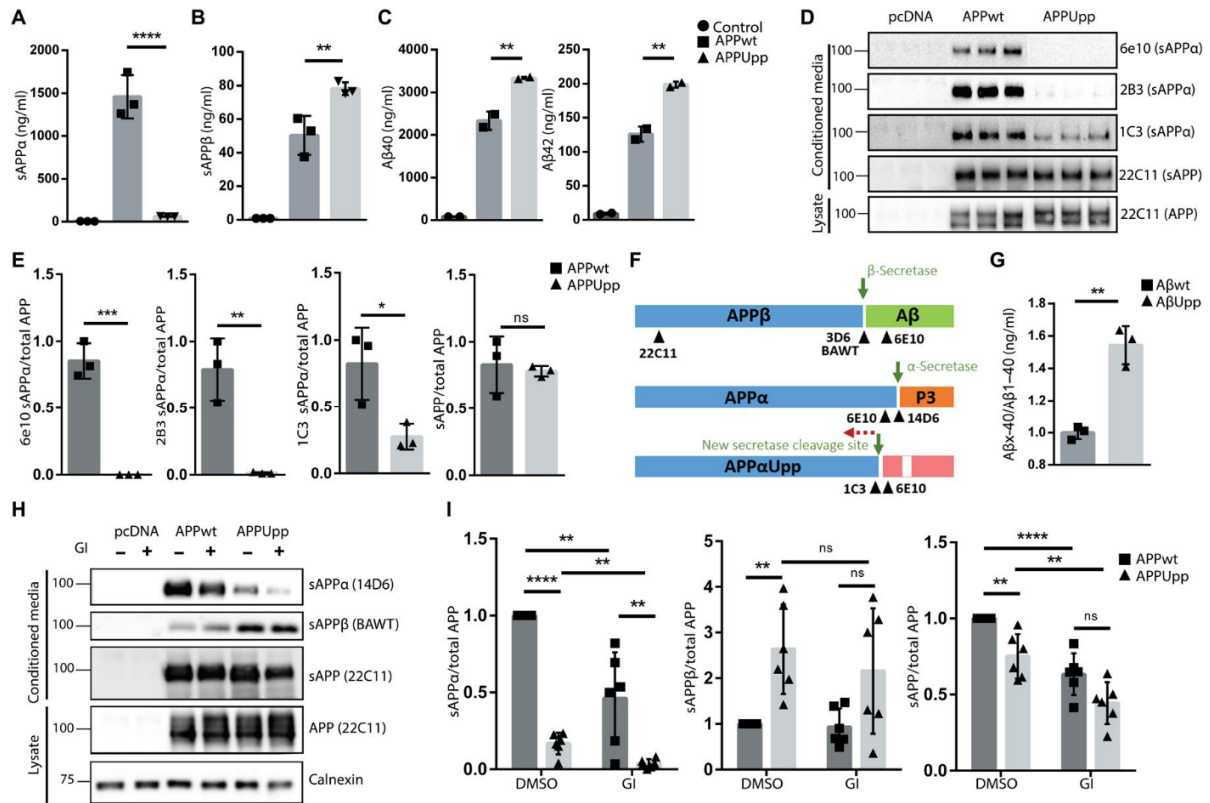 A
****
sAPPα (ng/ml)
2000
1500
1000
500
0
B
**
sAPPβ (ng/ml)
80
60
40
20
0
C
**
Aβ40 (ng/ml)
4000
3000
2000
1000
0
**
Aβ42 (ng/ml)
250
200
150
100
50
0
Control
APPwt
APPUpp
D
pcDNA APPwt APPUpp
Conditioned media
100 6e10 (sAPPα)
100 2B3 (sAPPα)
100 1C3 (sAPPα)
100 22C11 (sAPP)
Lysate
100 22C11 (APP)
E
6e10 sAPPα/total APP
1.5
1.0
0.5
0.0
***
2B3 sAPPα/total APP
1.5
1.0
0.5
0.0
**
1C3 sAPPα/total APP
1.5
1.0
0.5
0.0
*
sAPP/total APP
1.5
1.0
0.5
0.0
ns
APPwt
APPUpp
F
β-Secretase
APPβ Aβ
22C11 3D6 6E10
BAWT
α-Secretase
APPα P3
6E10 14D6
New secretase cleavage site
APPαUpp
1C3 6E10
G
Aβwt
AβUpp
**
Aβx-40/Aβ1–40 (ng/ml)
1.8
1.6
1.4
1.2
1.0
0.8
H
pcDNA APPwt APPUpp
GI – + – + – +
Conditioned media
100 sAPPα (14D6)
100 sAPPβ (BAWT)
100 sAPP (22C11)
Lysate
100 APP (22C11)
75 Calnexin
I
sAPPα/total APP
1.5
1.0
0.5
0.0
**
**
****
**
DMSO GI
sAPPβ/total APP
5
4
3
2
1
0
ns
**
ns
DMSO GI
sAPP/total APP
1.5
1.0
0.5
0.0
****
**
**
ns
DMSO GI
APPwt
APPUpp